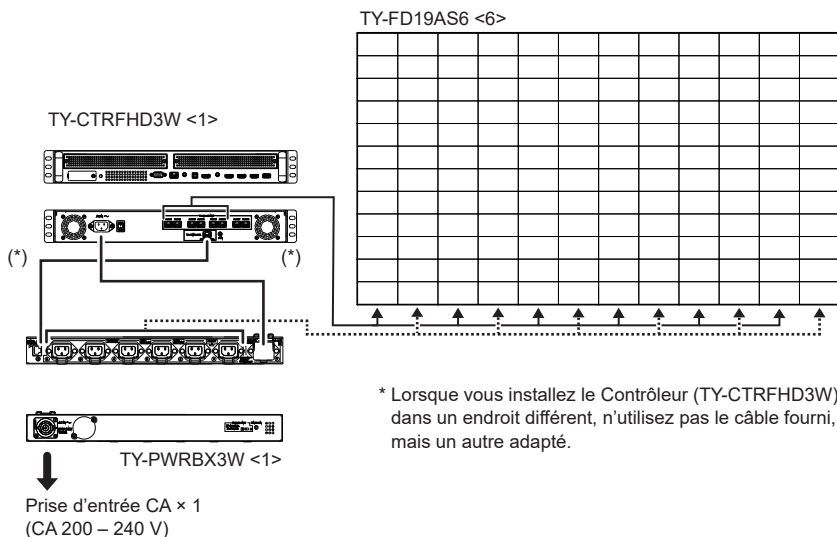 TY-FD19AS6 <6>
TY-CTRFHD3W <1>
(*)
(*)
* Lorsque vous installez le Contrôleur (TY-CTRFHD3W)
dans un endroit différent, n’utilisez pas le câble fourni,
mais un autre adapté.
TY-PWRBX3W <1>
Prise d’entrée CA × 1
(CA 200 – 240 V)